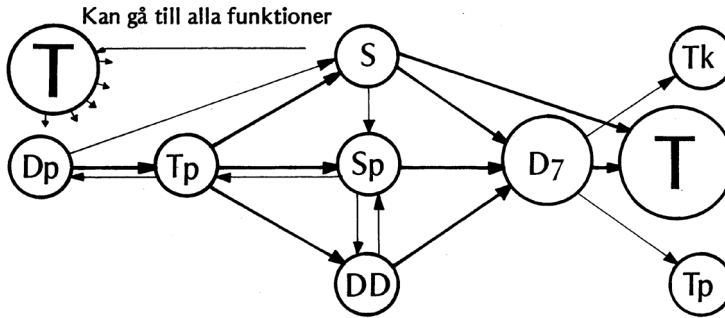 Kan gå till alla funktioner
T
S
Tk
Dp
Tp
Sp
D7
T
DD
Tp